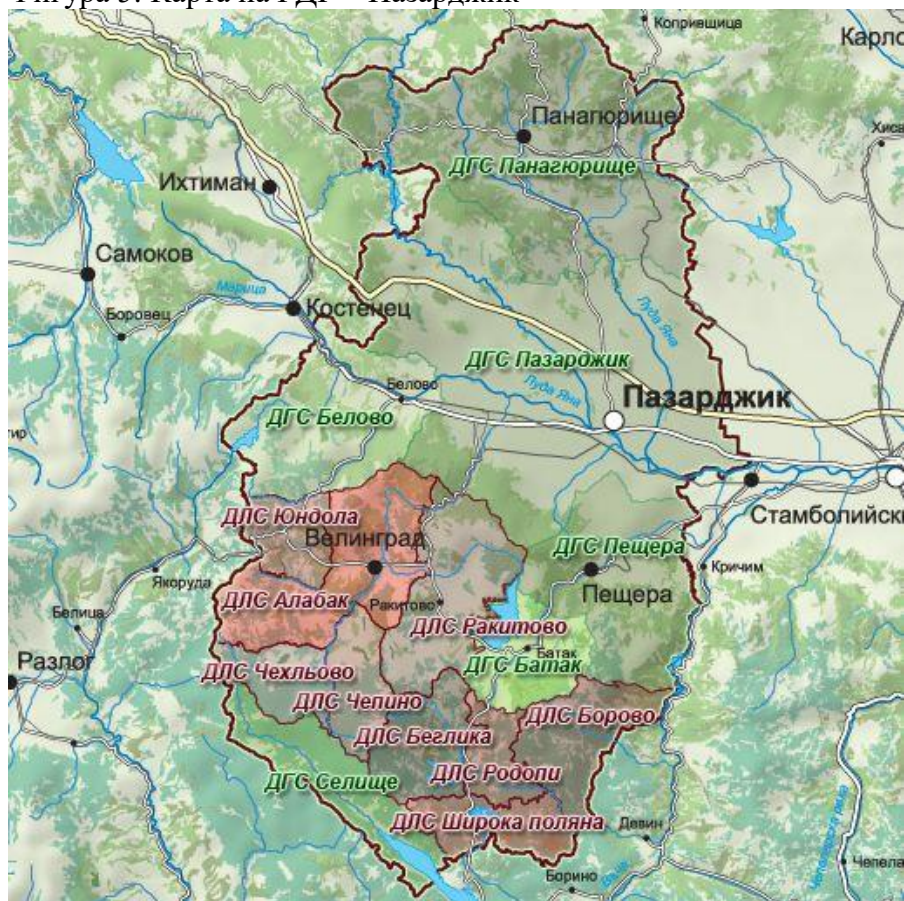 Копривщица
Карло
Панагюрище
Хиса
ДГС Панагюрище
Ихтиман
Самоков
Марица
Костенец
Боровец
Луда Яна
ДГС Пазарджик
Белово
Луда Яна
Пазарджик
ДГС Белово
тир
ДЛС Юндола
Стамболийск
Велинград
ДГС Пещера
Якоруда
Кричим
ДЛС Алабак
Ракитово
Пещера
Белица
ДЛС Ракитово
Батак
Разлог
ДЛС Чехльово
ДГС Батак
ДЛС Чепино
ДЛС Борово
ДЛС Беглика
ДГС Селище
ДЛС Родопи
ДЛС Широка поляна
Девин
Чепела
Борино
Въча